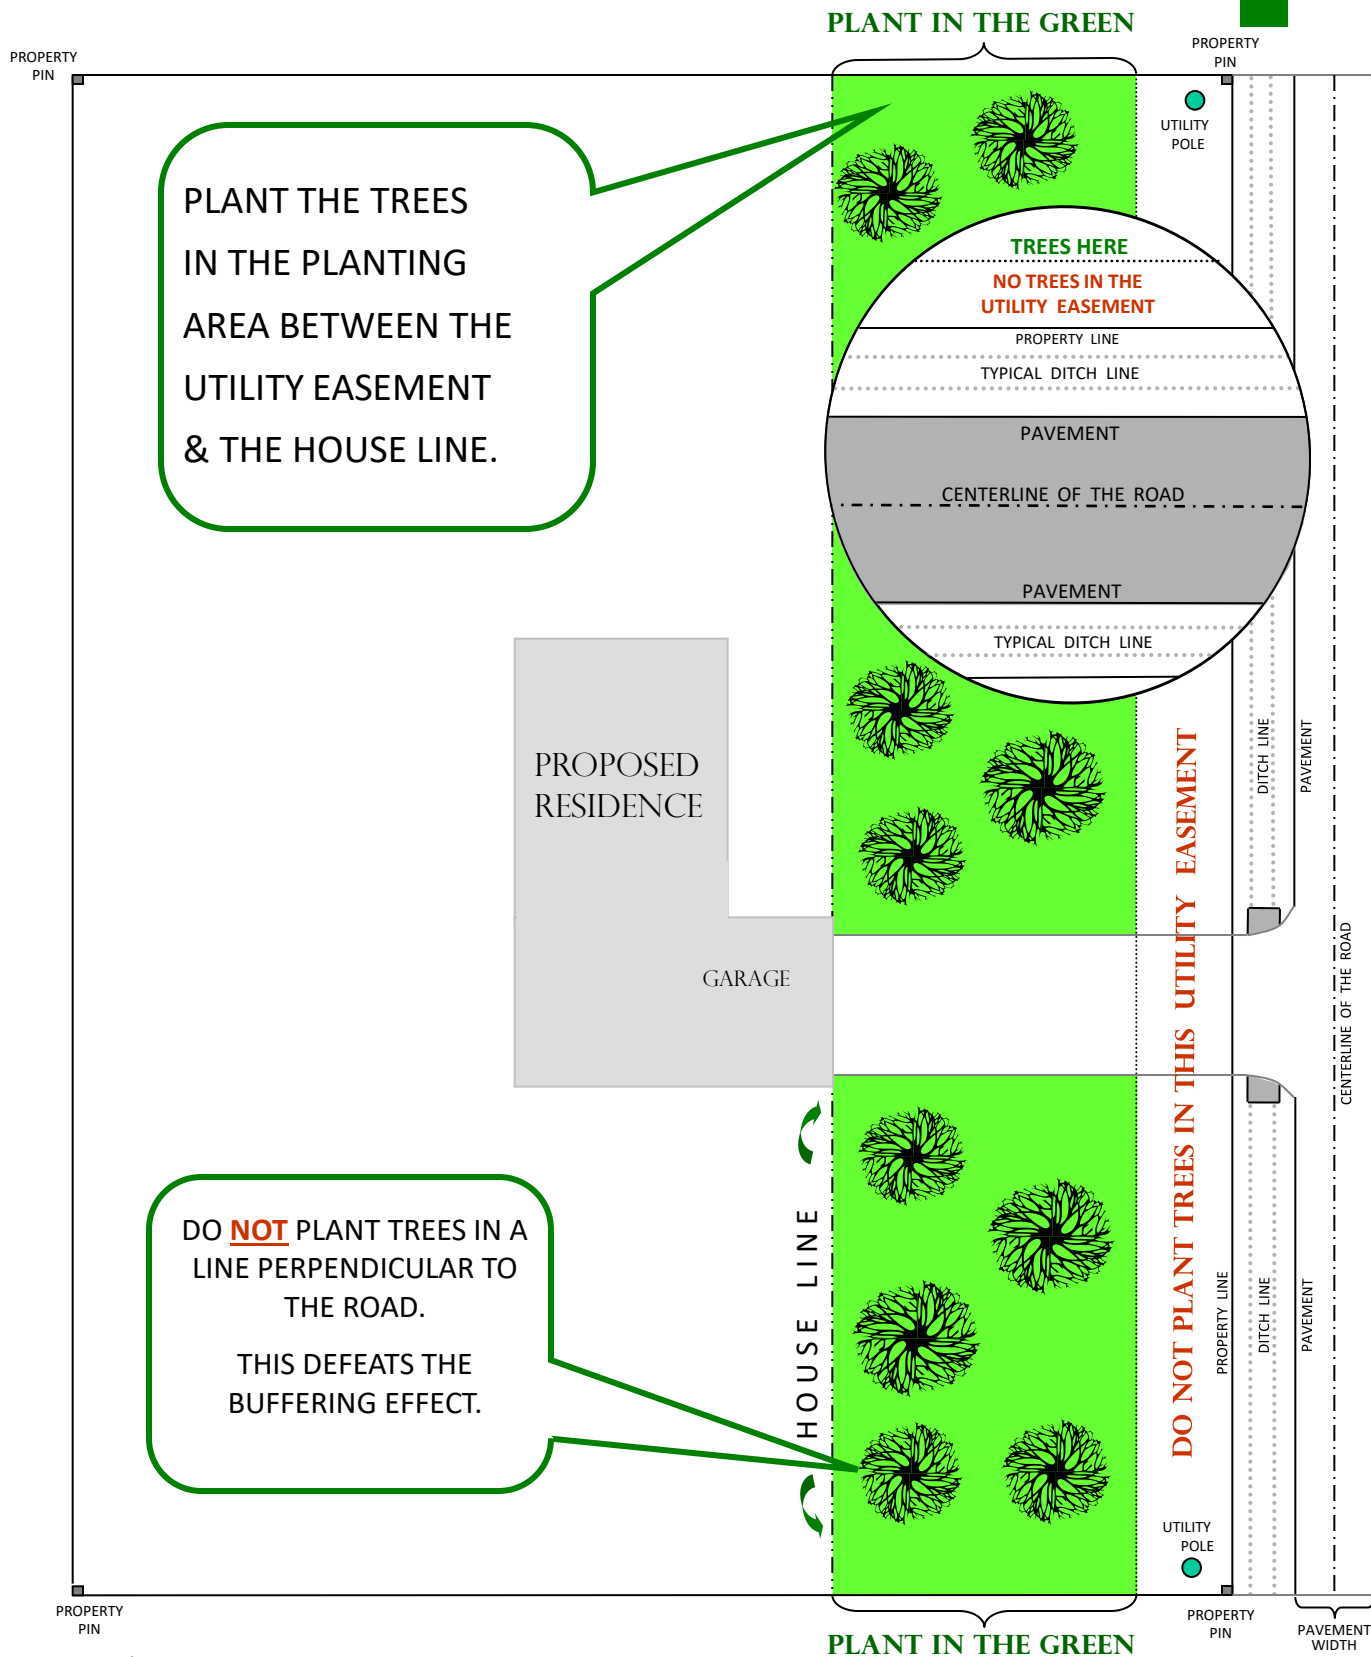 PLANT IN THE GREEN
PROPERTY
PIN
PROPERTY
PIN
UTILITY
POLE
PLANT THE TREES
IN THE PLANTING
AREA BETWEEN THE
UTILITY EASEMENT
& THE HOUSE LINE.
TREES HERE
NO TREES IN THE
UTILITY EASEMENT
PROPERTY LINE
TYPICAL DITCH LINE
PAVEMENT
CENTERLINE OF THE ROAD
PAVEMENT
TYPICAL DITCH LINE
PROPOSED
RESIDENCE
GARAGE
DO NOT PLANT TREES IN THIS UTILITY EASEMENT
DITCH LINE
PAVEMENT
CENTERLINE OF THE ROAD
HOUSE LINE
DO NOT PLANT TREES IN A
LINE PERPENDICULAR TO
THE ROAD.
THIS DEFEATS THE
BUFFERING EFFECT.
PROPERTY LINE
DITCH LINE
PAVEMENT
UTILITY
POLE
PROPERTY
PIN
PROPERTY
PIN
PAVEMENT
WIDTH
PLANT IN THE GREEN